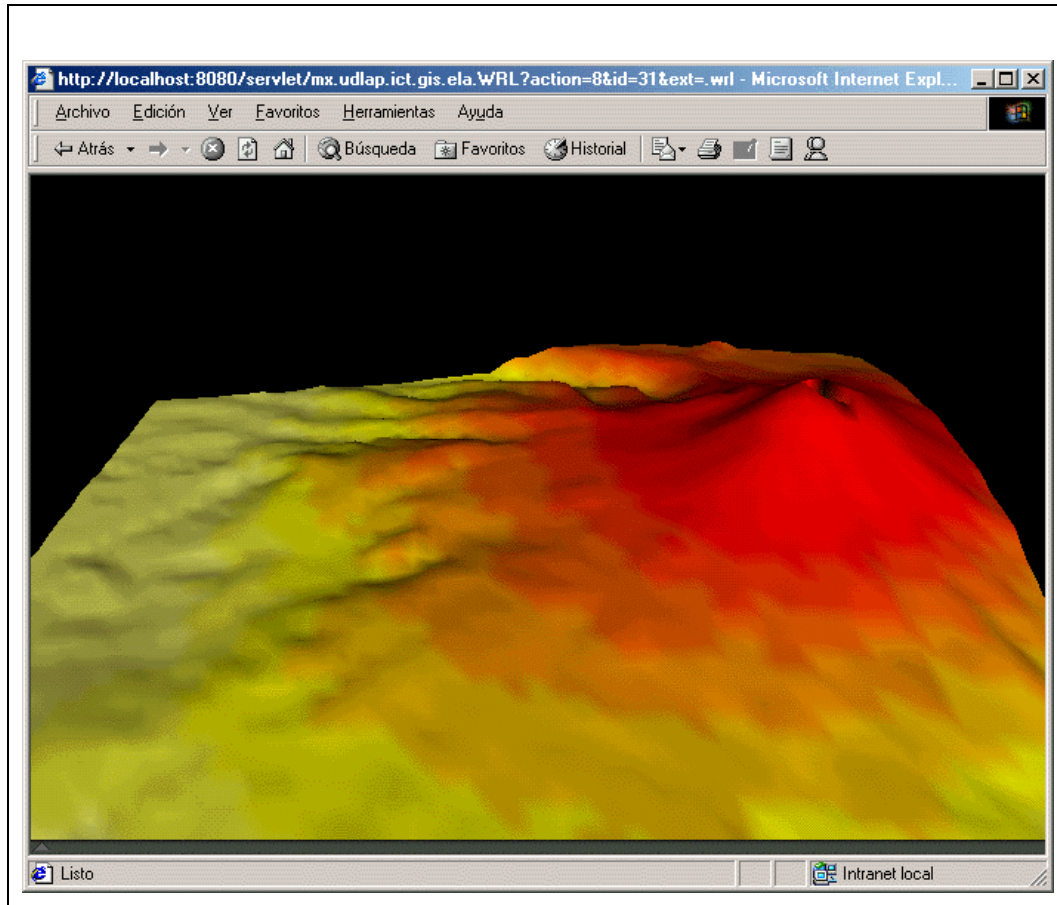 http://localhost:8080/servlet/mx.udlap.ict.gis.ela.WRL?action=8&id=31&ext=.wrl - Microsoft Internet Expl...
Archivo Edición Ver Favoritos Herramientas Ayuda
Atrás Búsqueda Favoritos Historial
Listo Intranet local